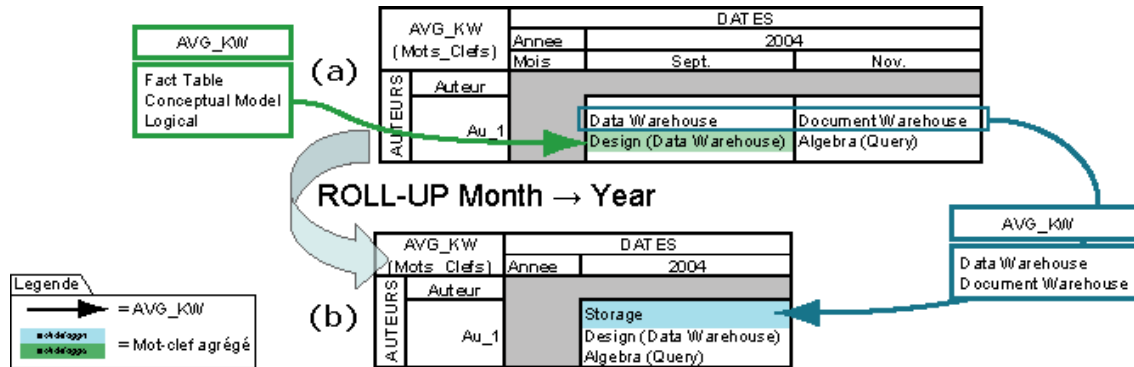 DATES
AVG_KW
(Mots_Clefs)
Annee
2004
Mois
Sept.
Nov.
AVG_KW
Fact Table
Conceptual Model
Logical
(a)
AUTEURS
Auteur
Au_1
Data Warehouse
Document Warehouse
Design (Data Warehouse)
Algebra (Query)
ROLL-UP Month → Year
AVG_KW
Data Warehouse
Document Warehouse
AVG_KW
(Mots_Clefs)
DATES
Annee
2004
(b)
AUTEURS
Auteur
Au_1
Storage
Design (Data Warehouse)
Algebra (Query)
Legende
= AVG_KW
= Mot-clef agrégé